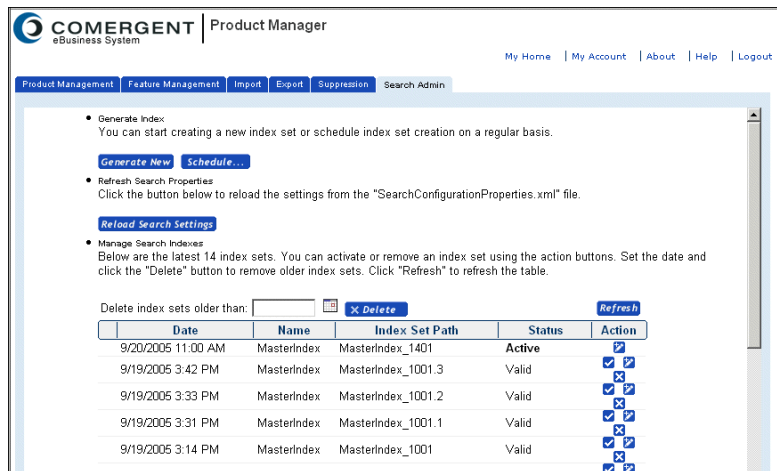 COMERGENT
eBusiness System
Product Manager
My Home | My Account | About | Help | Logout
Product Management Feature Management Import Export Suppression Search Admin
• Generate Index
You can start creating a new index set or schedule index set creation on a regular basis.
Generate New Schedule...
• Refresh Search Properties
Click the button below to reload the settings from the "SearchConfigurationProperties.xml" file.
Reload Search Settings
• Manage Search Indexes
Below are the latest 14 index sets. You can activate or remove an index set using the action buttons. Set the date and
click the "Delete" button to remove older index sets. Click "Refresh" to refresh the table.
Delete index sets older than: X Delete Refresh
Date Name Index Set Path Status Action
9/20/2005 11:00 AM MasterIndex MasterIndex_1401 Active
9/19/2005 3:42 PM MasterIndex MasterIndex_1001.3 Valid
9/19/2005 3:33 PM MasterIndex MasterIndex_1001.2 Valid
9/19/2005 3:31 PM MasterIndex MasterIndex_1001.1 Valid
9/19/2005 3:14 PM MasterIndex MasterIndex_1001 Valid